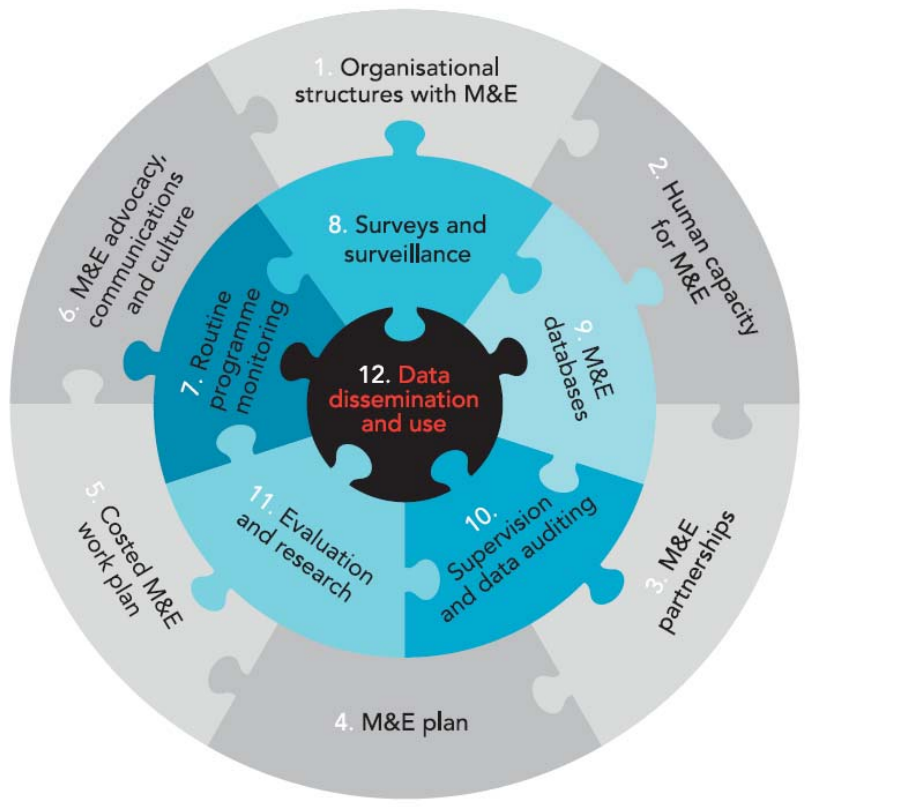 1. Organisational
structures with M&E
2. Human capacity
for M&E
3. M&E
partnerships
4. M&E plan
5. Costed M&E
work plan
6. M&E advocacy,
communications
and culture
7. Routine
programme
monitoring
8. Surveys and
surveillance
9. M&E
databases
10.
Supervision
and data auditing
11. Evaluation
and research
12. Data
dissemination
and use